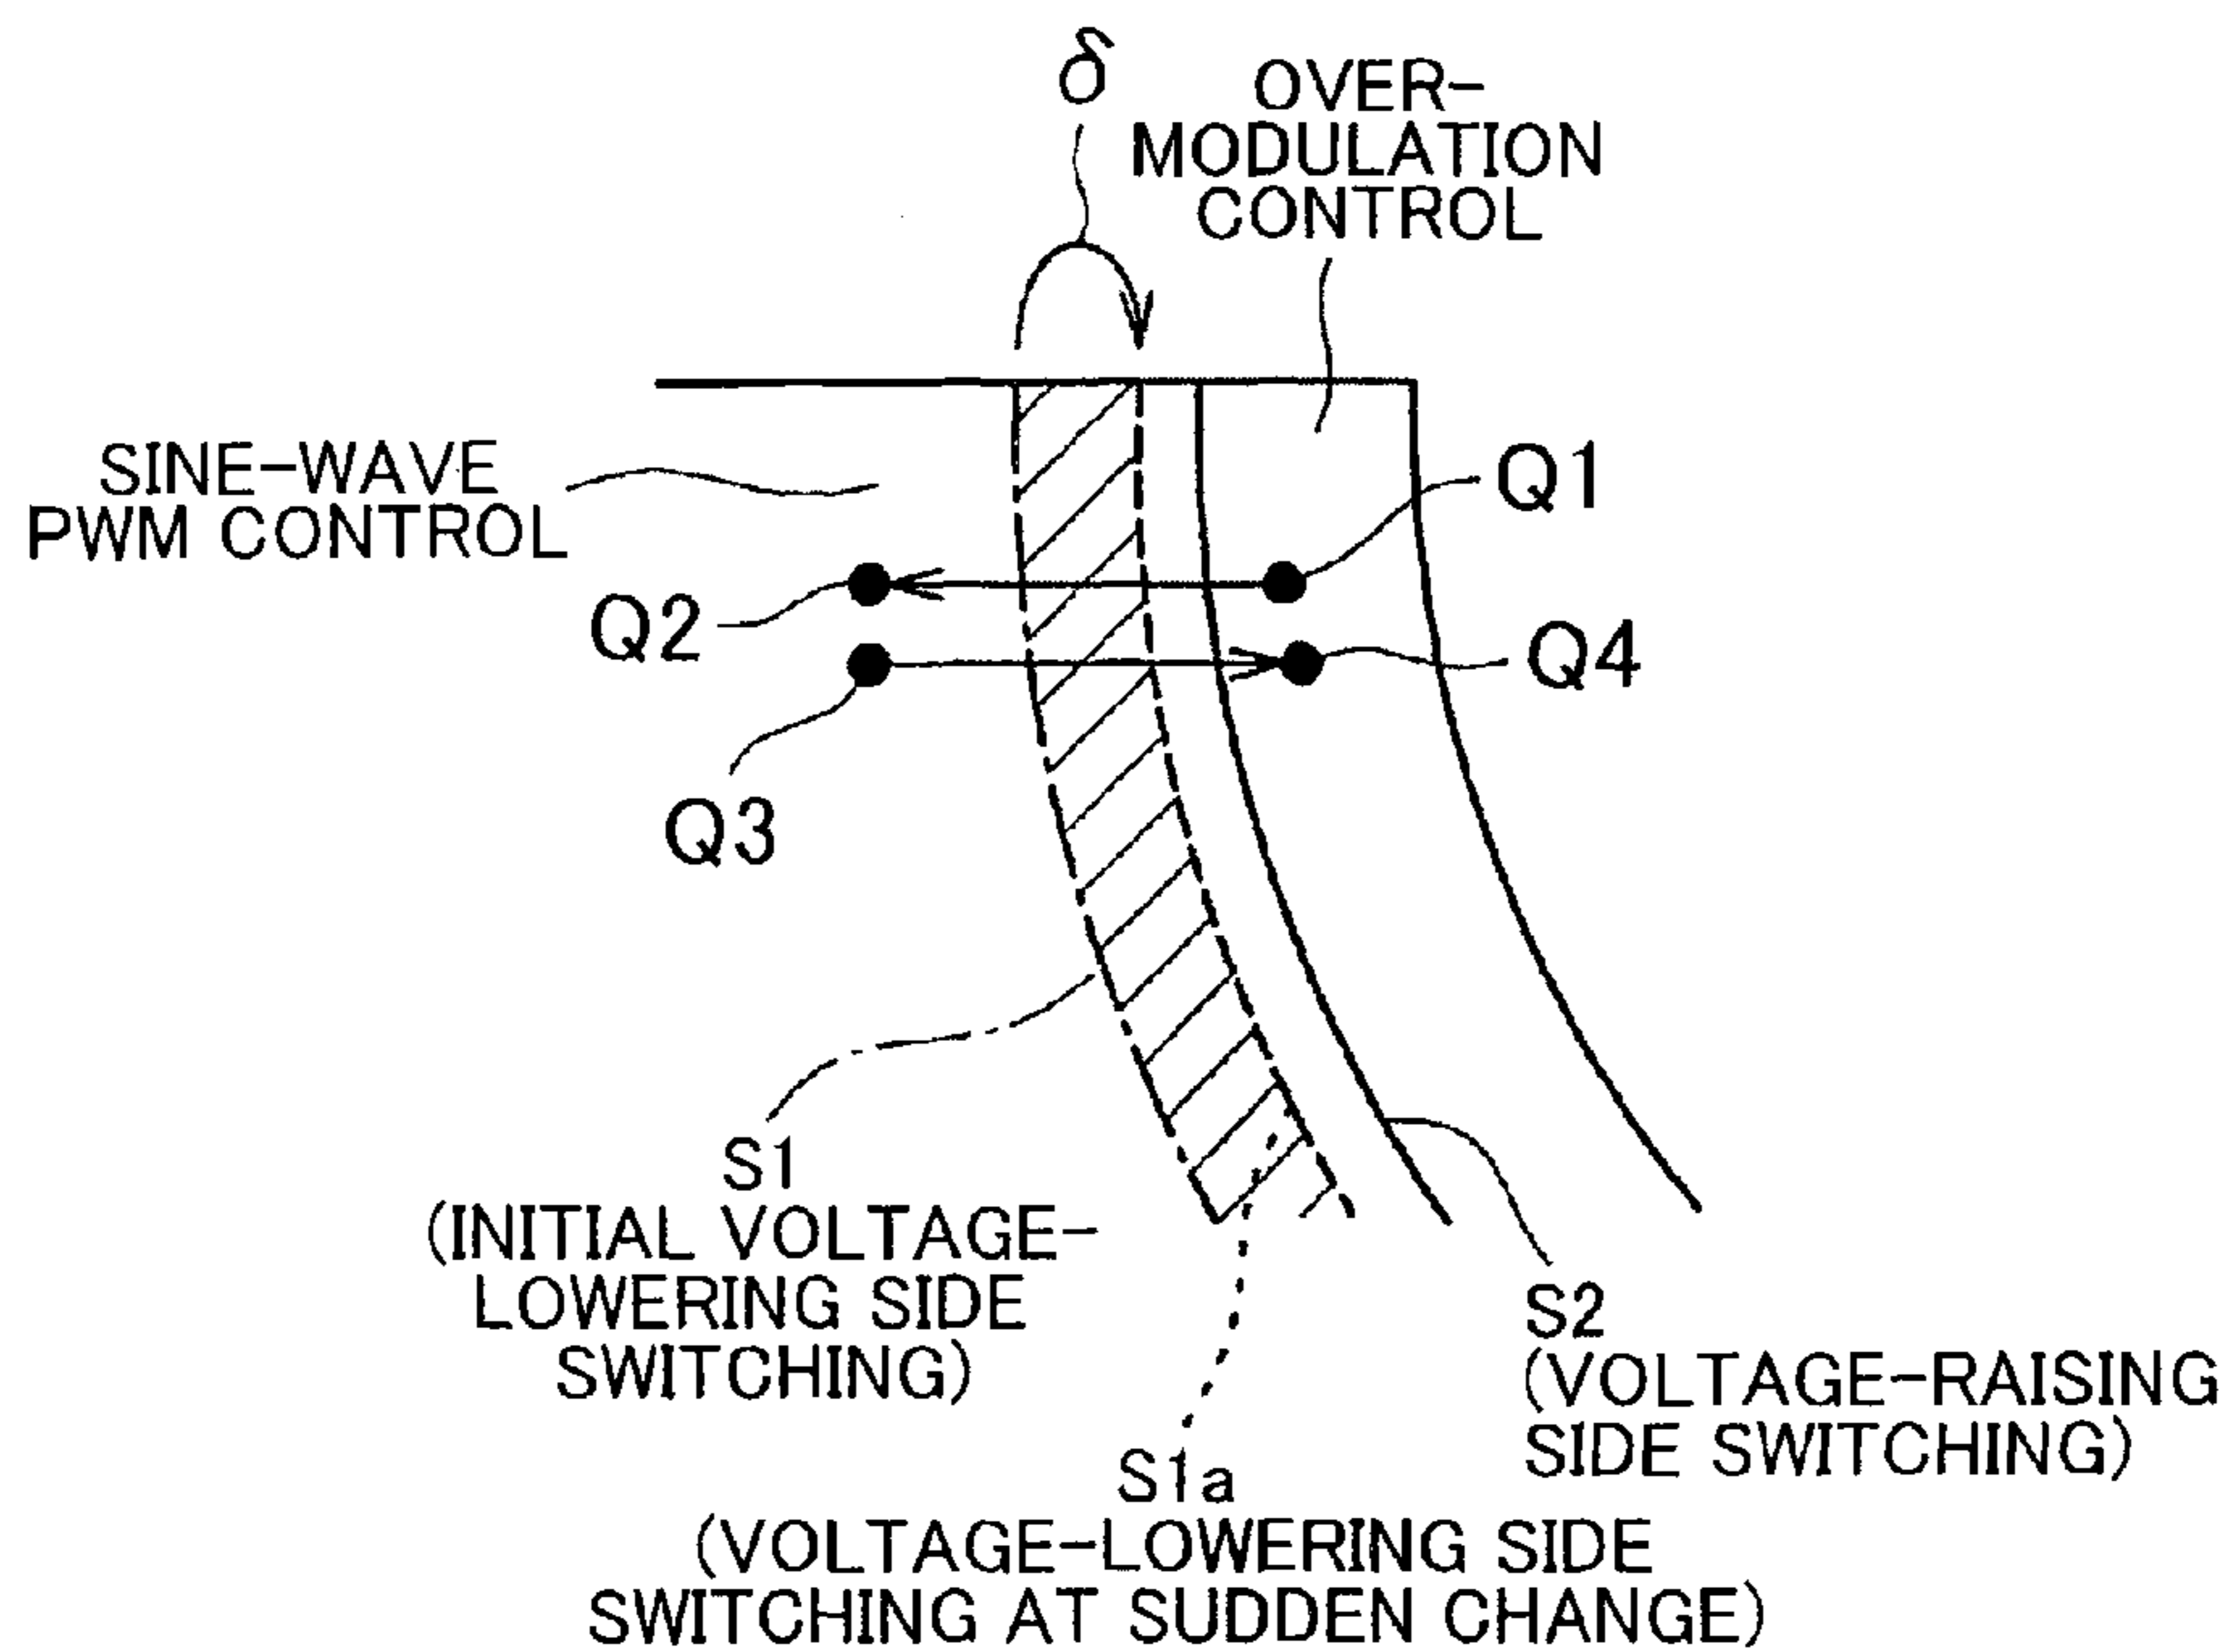 δ
OVER-
MODULATION
CONTROL
SINE-WAVE
PWM CONTROL
Q1
Q2
Q4
Q3
S1
(INITIAL VOLTAGE-
LOWERING SIDE
SWITCHING)
S2
(VOLTAGE-RAISING
SIDE SWITCHING)
S1a
(VOLTAGE-LOWERING SIDE
SWITCHING AT SUDDEN CHANGE)